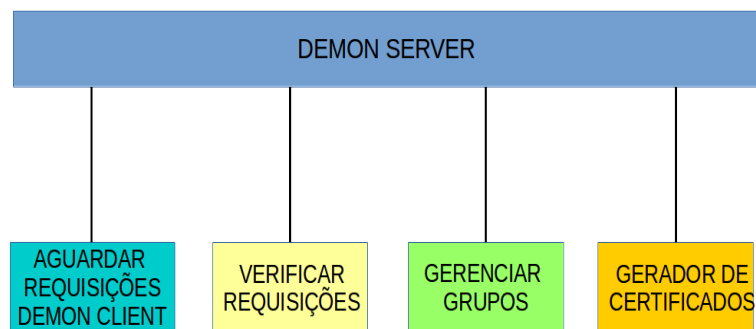 DEMON SERVER
AGUARDAR
REQUISIÇÕES
DEMON CLIENT
VERIFICAR
REQUISIÇÕES
GERENCIAR
GRUPOS
GERADOR DE
CERTIFICADOS